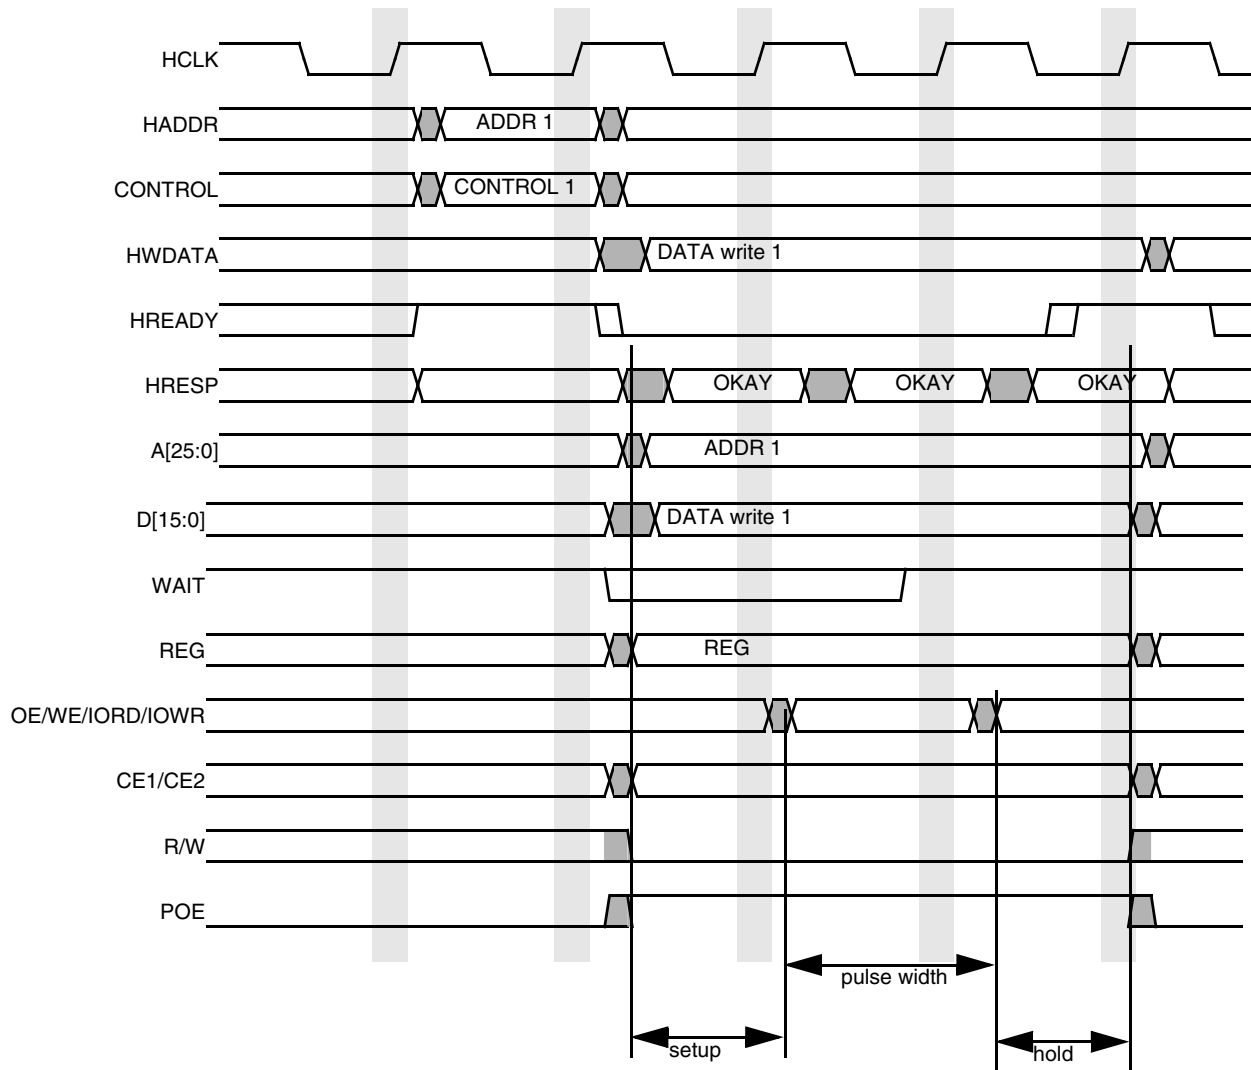 HCLK
HADDR ADDR 1
CONTROL CONTROL 1
HWDATA DATA write 1
HREADY
HRESP OKAY OKAY OKAY
A[25:0] ADDR 1
D[15:0] DATA write 1
WAIT
REG REG
OE/WE/IORD/IOWR
CE1/CE2
R/W
POE
pulse width
setup hold